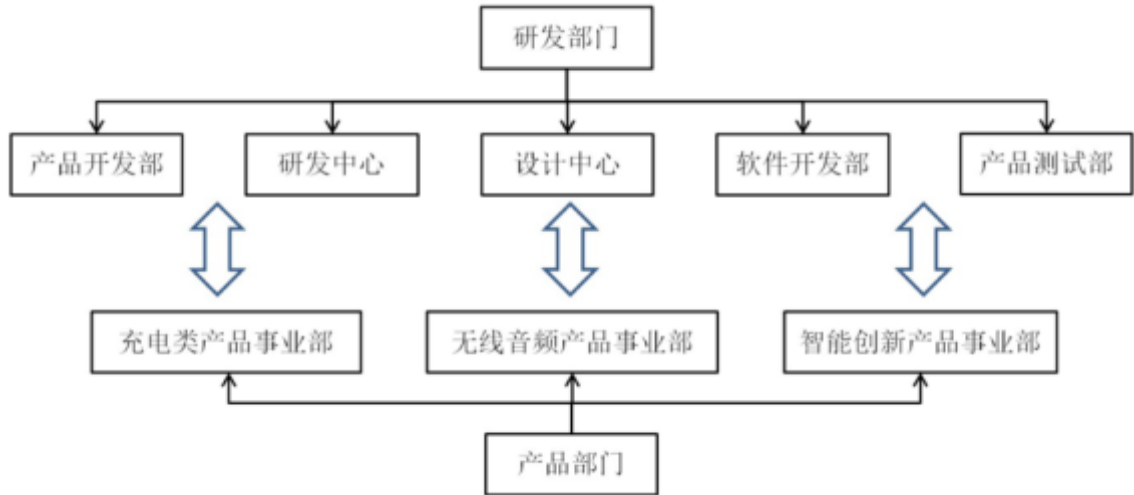 研发部门
产品开发部
研发中心
设计中心
软件开发部
产品测试部
充电类产品事业部
无线音频产品事业部
智能创新产品事业部
产品部门